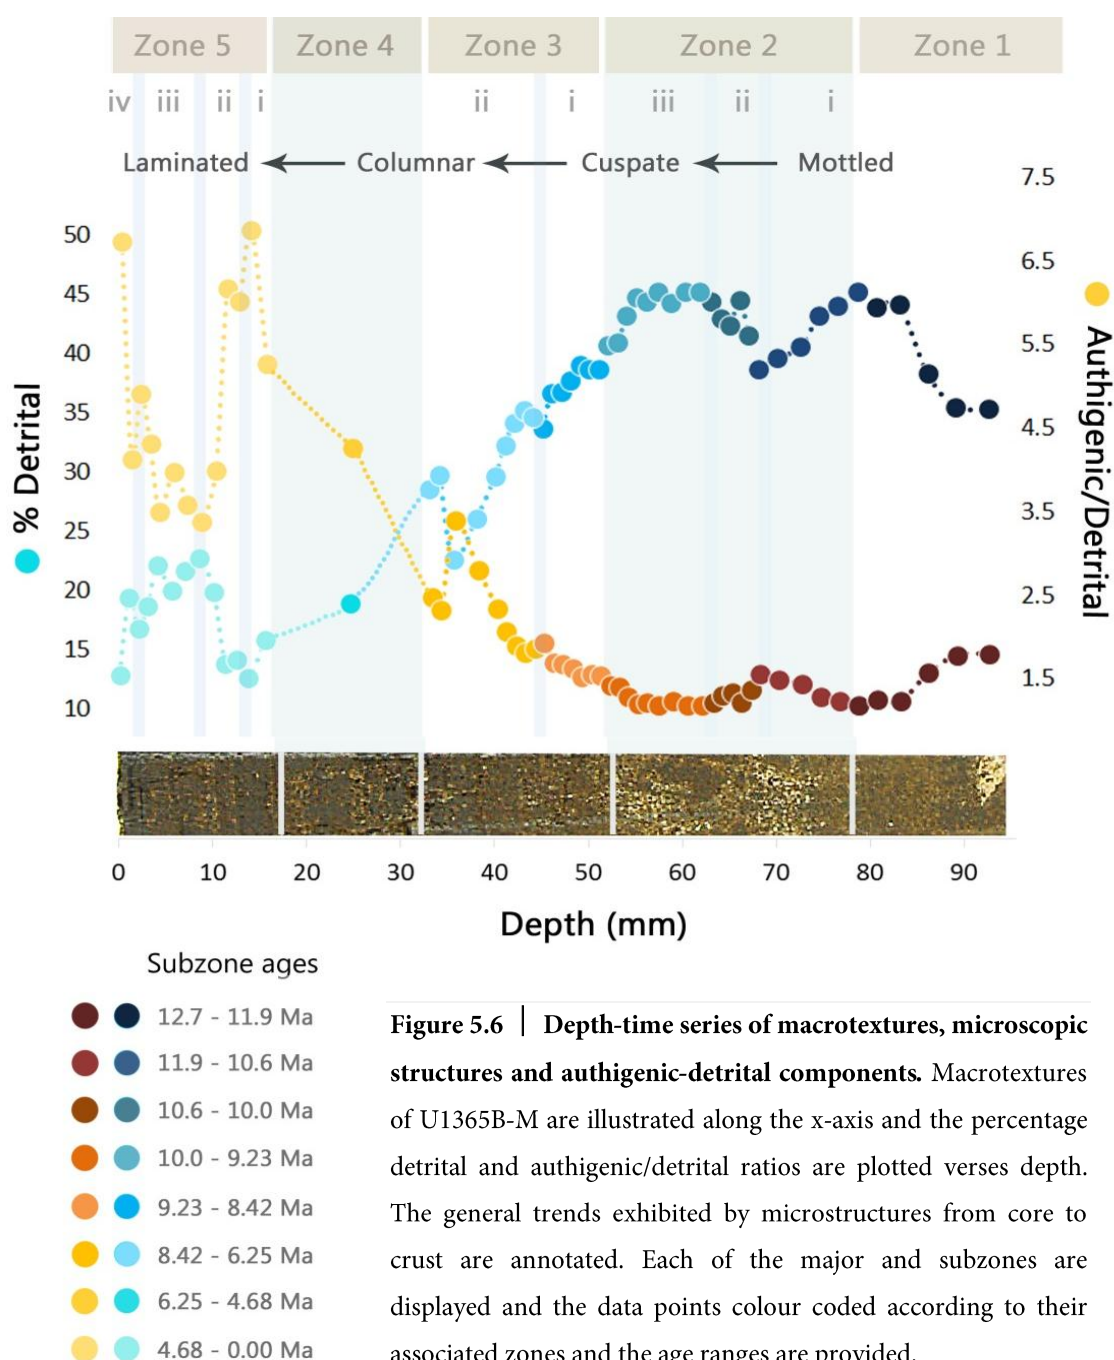 Zone 5 Zone 4 Zone 3 Zone 2 Zone 1
iv iii ii i ii i iii ii i
Laminated Columnar Cuspate Mottled
7.5
50
6.5
45
40
5.5
35
4.5
30
25
3.5
20
2.5
15
1.5
10
% Detrital
Authigenic/Detrital
0 10 20 30 40 50 60 70 80 90
Depth (mm)
Subzone ages
12.7 - 11.9 Ma
11.9 - 10.6 Ma
10.6 - 10.0 Ma
10.0 - 9.23 Ma
9.23 - 8.42 Ma
8.42 - 6.25 Ma
6.25 - 4.68 Ma
4.68 - 0.00 Ma
Figure 5.6 | Depth-time series of macrotextures, microscopic
structures and authigenic-detrital components. Macrotextures
of U1365B-M are illustrated along the x-axis and the percentage
detrital and authigenic/detrital ratios are plotted verses depth.
The general trends exhibited by microstructures from core to
crust are annotated. Each of the major and subzones are
displayed and the data points colour coded according to their
associated zones and the age ranges are provided.